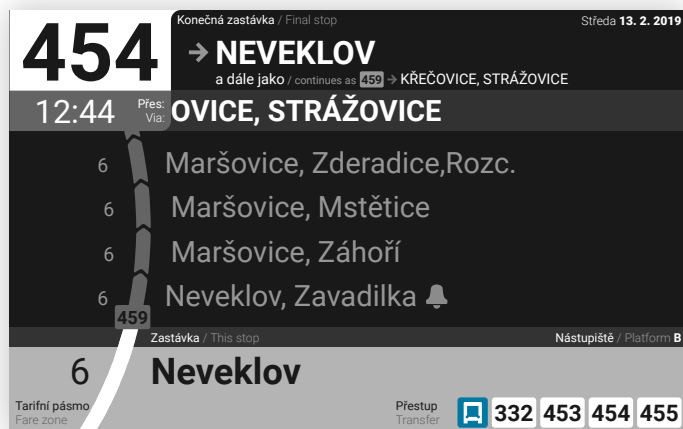 454
Konečná zastávka / Final stop
Středa 13. 2. 2019
→ NEVEKLOV
a dále jako / continues as 459 → KŘEČOVICE, STRÁŽOVICE
12:44
Přes:
Via:
OVICE, STRÁŽOVICE
6 Maršovice, Zderadice,Rozc.
6 Maršovice, Mstětice
6 Maršovice, Záhoří
6 Neveklov, Zavadilka
459
Zastávka / This stop
Nástupiště / Platform B
6 Neveklov
Tarifní pásmo
Fare zone
Přestup
Transfer
332 453 454 455